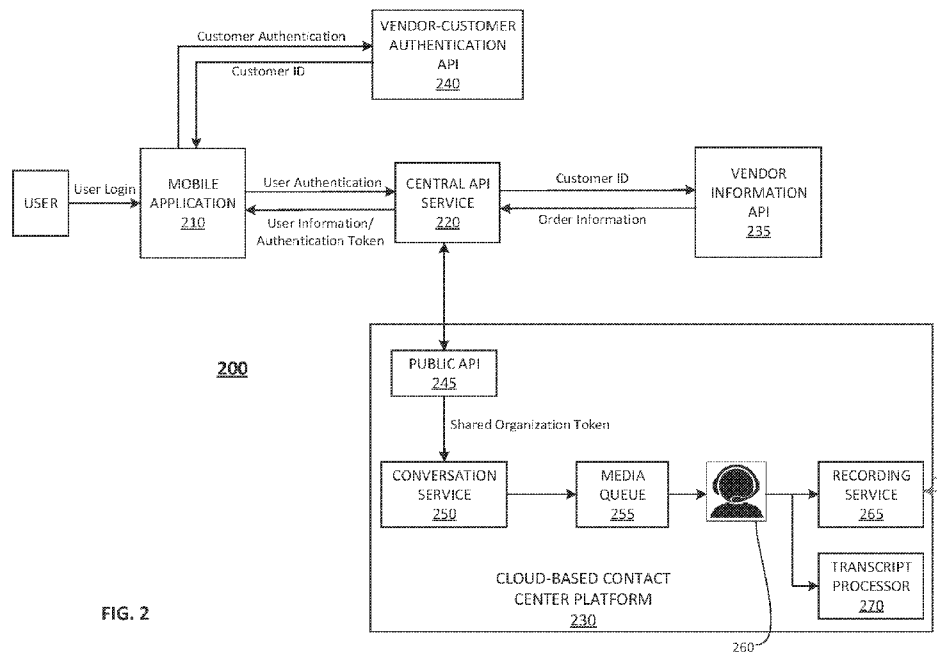 VENDOR-CUSTOMER
AUTHENTICATION
API
240
Customer Authentication
Customer ID
USER
User Login
MOBILE
APPLICATION
210
User Authentication
User Information/
Authentication Token
CENTRAL API
SERVICE
220
Customer ID
Order Information
VENDOR
INFORMATION
API
235
200
PUBLIC API
245
Shared Organization Token
CONVERSATION
SERVICE
250
MEDIA
QUEUE
255
RECORDING
SERVICE
265
TRANSCRIPT
PROCESSOR
270
CLOUD-BASED CONTACT
CENTER PLATFORM
230
260
FIG. 2